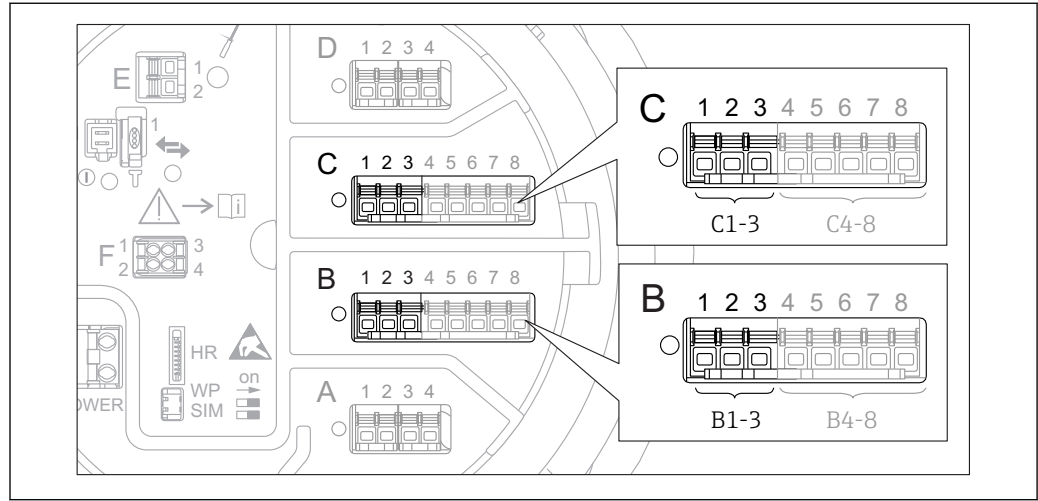 D 1 2 3 4
E 1
2
1
C 1 2 3 4 5 6 7 8
C 1 2 3 4 5 6 7 8
C1-3 C4-8
i
F 1 3
2 4
B 1 2 3 4 5 6 7 8
B 1 2 3 4 5 6 7 8
B1-3 B4-8
HR
WP on
SIM
OWER
A 1 2 3 4